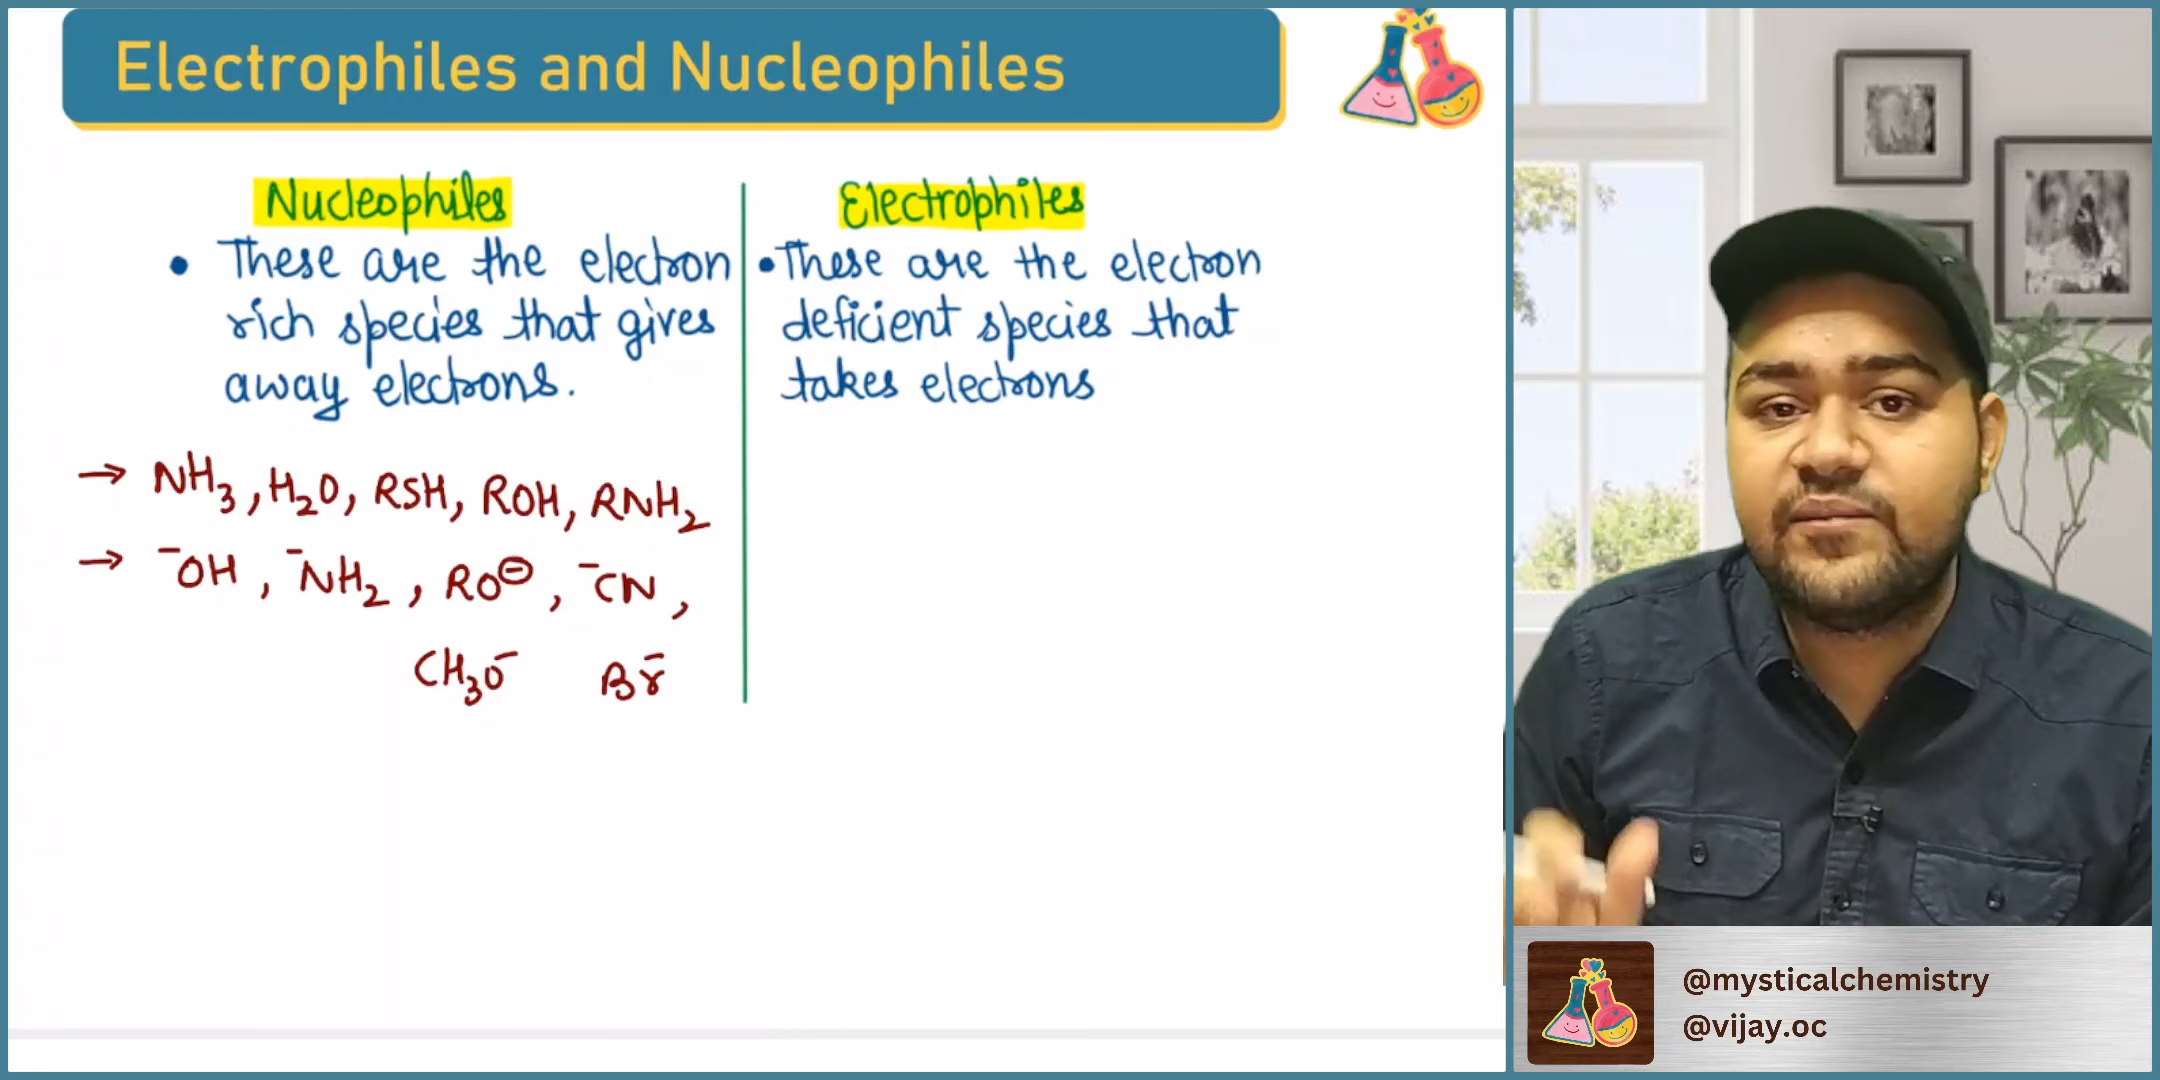 Electrophiles and Nucleophiles
Nucleophiles
• These are the electron
rich species that gives
away electrons.
→ NH₃, H₂O, RSH, ROH, RNH₂
→ ⁻OH, ⁻NH₂, RO⊖, ⁻CN,
CH₃O⁻ Br⁻
Electrophiles
• These are the electron
deficient species that
takes electrons
@mysticalchemistry
@vijay.oc